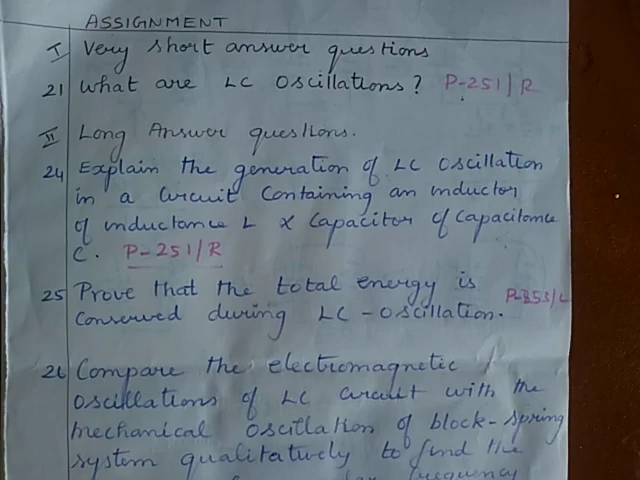 ASSIGNMENT
I Very short answer questions
21 What are LC Oscillations? P-251/R
II Long Answer questions.
24 Explain the generation of LC oscillation
in a Circuit Containing an inductor
of inductance L & Capacitor of Capacitance
C. P-251/R
25 Prove that the total energy is
Conserved during LC-oscillation.
26 Compare the electromagnetic
oscillations of LC circuit with the
mechanical oscillation of block-spring
system qualitatively to find the
frequency